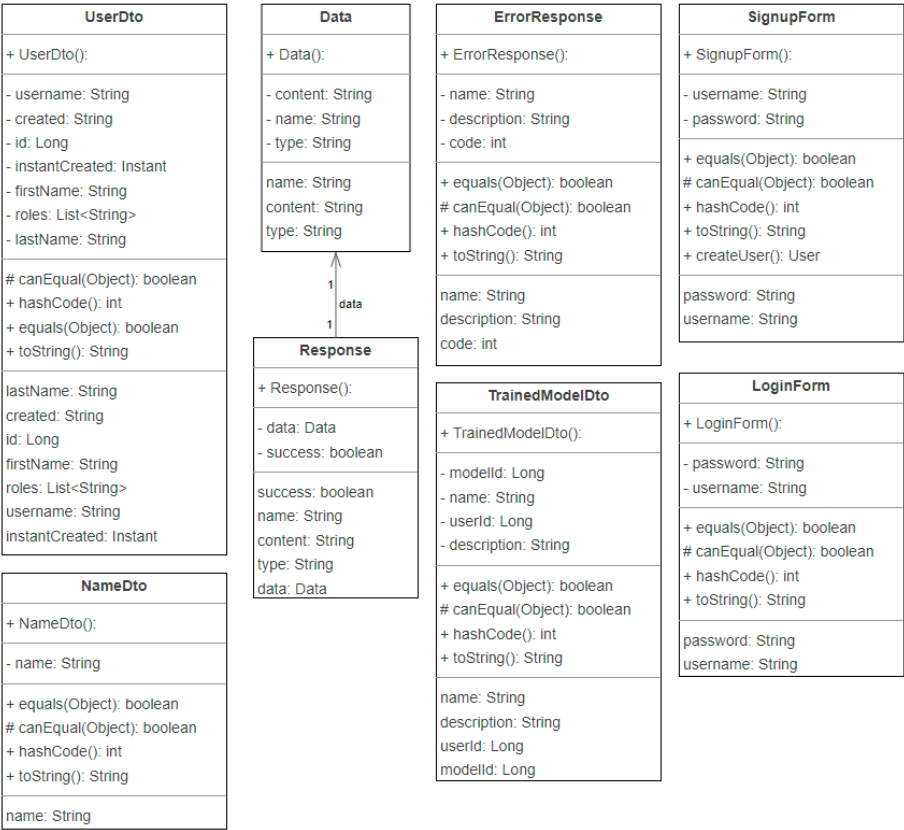 UserDto
+ UserDto():
- username: String
- created: String
- id: Long
- instantCreated: Instant
- firstName: String
- roles: List<String>
- lastName: String
# canEqual(Object): boolean
+ hashCode(): int
+ equals(Object): boolean
+ toString(): String
lastName: String
created: String
id: Long
firstName: String
roles: List<String>
username: String
instantCreated: Instant
NameDto
+ NameDto():
- name: String
+ equals(Object): boolean
# canEqual(Object): boolean
+ hashCode(): int
+ toString(): String
name: String
Data
+ Data():
- content: String
- name: String
- type: String
name: String
content: String
type: String
1
data
1
Response
+ Response():
- data: Data
- success: boolean
success: boolean
name: String
content: String
type: String
data: Data
ErrorResponse
+ ErrorResponse():
- name: String
- description: String
- code: int
+ equals(Object): boolean
# canEqual(Object): boolean
+ hashCode(): int
+ toString(): String
name: String
description: String
code: int
TrainedModelDto
+ TrainedModelDto():
- modelId: Long
- name: String
- userId: Long
- description: String
+ equals(Object): boolean
# canEqual(Object): boolean
+ hashCode(): int
+ toString(): String
name: String
description: String
userId: Long
modelId: Long
SignupForm
+ SignupForm():
- username: String
- password: String
+ equals(Object): boolean
# canEqual(Object): boolean
+ hashCode(): int
+ toString(): String
+ createUser(): User
password: String
username: String
LoginForm
+ LoginForm():
- password: String
- username: String
+ equals(Object): boolean
# canEqual(Object): boolean
+ hashCode(): int
+ toString(): String
password: String
username: String